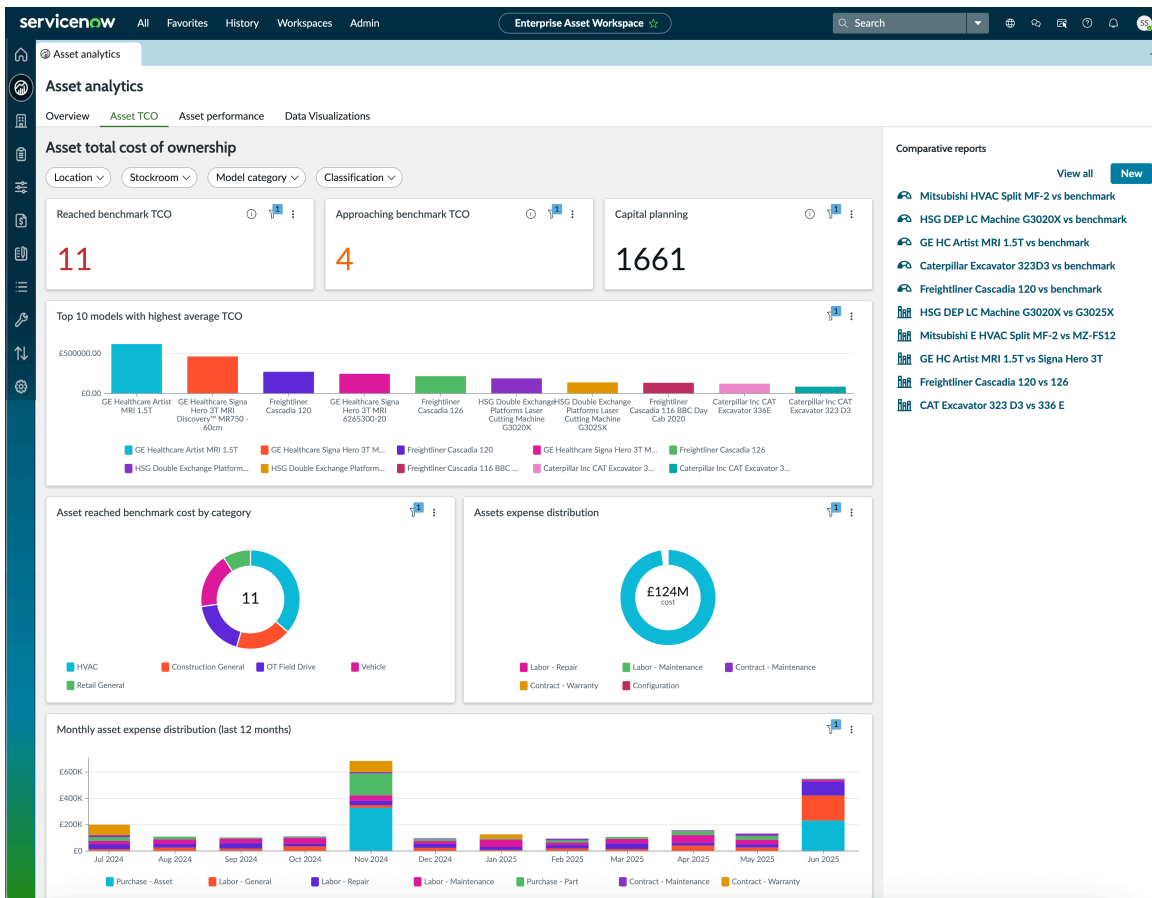 servicenow All Favorites History Workspaces Admin Enterprise Asset Workspace Search SS
Asset analytics
Asset analytics
Overview Asset TCO Asset performance Data Visualizations
Asset total cost of ownership
Location Stockroom Model category Classification
Reached benchmark TCO 1
11
Approaching benchmark TCO 1
4
Capital planning 1
1661
Top 10 models with highest average TCO 1
£500000.00
£0.00
GE Healthcare Artist
MRI 1.5T
GE Healthcare Signa
Hero 3T MRI
Discovery™ MR750 -
60cm
Freightliner
Cascadia 120
GE Healthcare Signa
Hero 3T MRI
6265300-20
Freightliner
Cascadia 126
HSG Double Exchange
Platforms Laser
Cutting Machine
G3020X
HSG Double Exchange
Platforms Laser
Cutting Machine
G3025X
Freightliner
Cascadia 116 BBC Day
Cab 2020
Caterpillar Inc CAT
Excavator 336E
Caterpillar Inc CAT
Excavator 323 D3
GE Healthcare Artist MRI 1.5T GE Healthcare Signa Hero 3T M... Freightliner Cascadia 120 GE Healthcare Signa Hero 3T M... Freightliner Cascadia 126
HSG Double Exchange Platform... HSG Double Exchange Platform... Freightliner Cascadia 116 BBC ... Caterpillar Inc CAT Excavator 3... Caterpillar Inc CAT Excavator 3...
Asset reached benchmark cost by category 1
11
HVAC Construction General OT Field Drive Vehicle
Retail General
Assets expense distribution 1
£124M
cost
Labor - Repair Labor - Maintenance Contract - Maintenance
Contract - Warranty Configuration
Monthly asset expense distribution (last 12 months) 1
£600K
£400K
£200K
£0
Jul 2024 Aug 2024 Sep 2024 Oct 2024 Nov 2024 Dec 2024 Jan 2025 Feb 2025 Mar 2025 Apr 2025 May 2025 Jun 2025
Purchase - Asset Labor - General Labor - Repair Labor - Maintenance Purchase - Part Contract - Maintenance Contract - Warranty
Comparative reports
View all New
Mitsubishi HVAC Split MF-2 vs benchmark
HSG DEP LC Machine G3020X vs benchmark
GE HC Artist MRI 1.5T vs benchmark
Caterpillar Excavator 323D3 vs benchmark
Freightliner Cascadia 120 vs benchmark
HSG DEP LC Machine G3020X vs G3025X
Mitsubishi E HVAC Split MF-2 vs MZ-FS12
GE HC Artist MRI 1.5T vs Signa Hero 3T
Freightliner Cascadia 120 vs 126
CAT Excavator 323 D3 vs 336 E